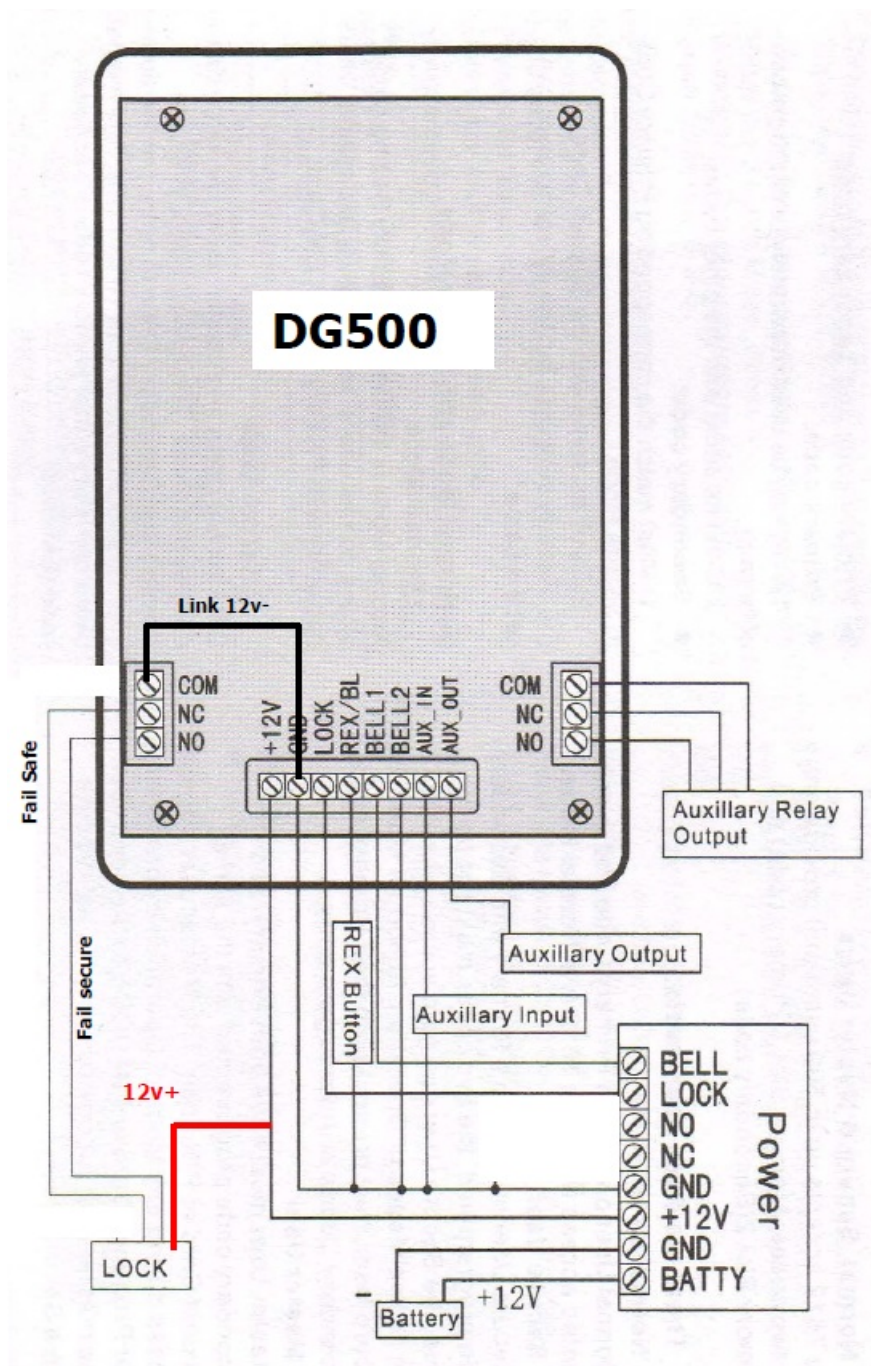 DG500
Link 12v-
COM
NC
NO
+12V
GND
LOCK
REX/BL
BELL1
BELL2
AUX_IN
AUX_OUT
COM
NC
NO
Auxillary Relay
Output
Fail Safe
Fail secure
REX Button
Auxillary Output
Auxillary Input
12v+
BELL
LOCK
NO
NC
GND
+12V
GND
BATTY
Power
LOCK
-
+12V
Battery